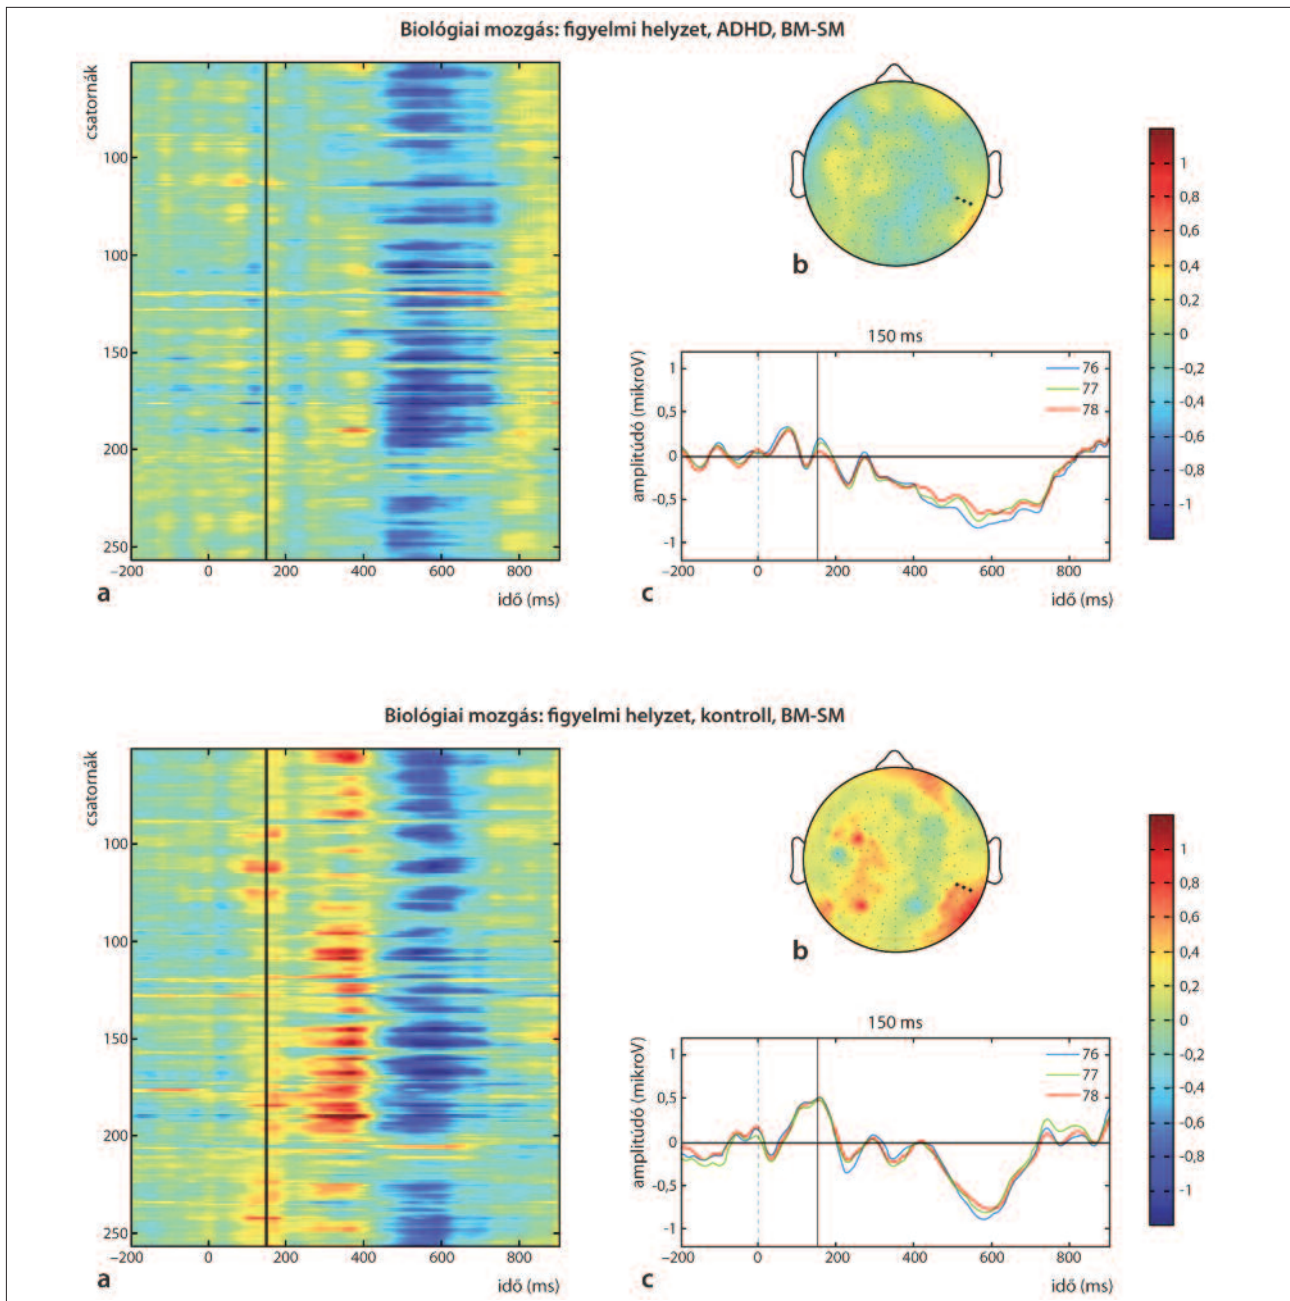 Biológiai mozgás: figyelmi helyzet, ADHD, BM-SM
csatornák
100
100
150
200
250
–200 0 200 400 600 800
a
idő (ms)
b
1
0,8
0,6
0,4
0,2
0
-0,2
-0,4
-0,6
-0,8
-1
150 ms
amplitúdó (mikroV)
1
0,5
0
-0,5
-1
76
77
78
–200 0 200 400 600 800
c
idő (ms)
Biológiai mozgás: figyelmi helyzet, kontroll, BM-SM
csatornák
100
100
150
200
250
–200 0 200 400 600 800
a
idő (ms)
b
1
0,8
0,6
0,4
0,2
0
-0,2
-0,4
-0,6
-0,8
-1
150 ms
amplitúdó (mikroV)
1
0,5
0
-0,5
-1
76
77
78
–200 0 200 400 600 800
c
idő (ms)